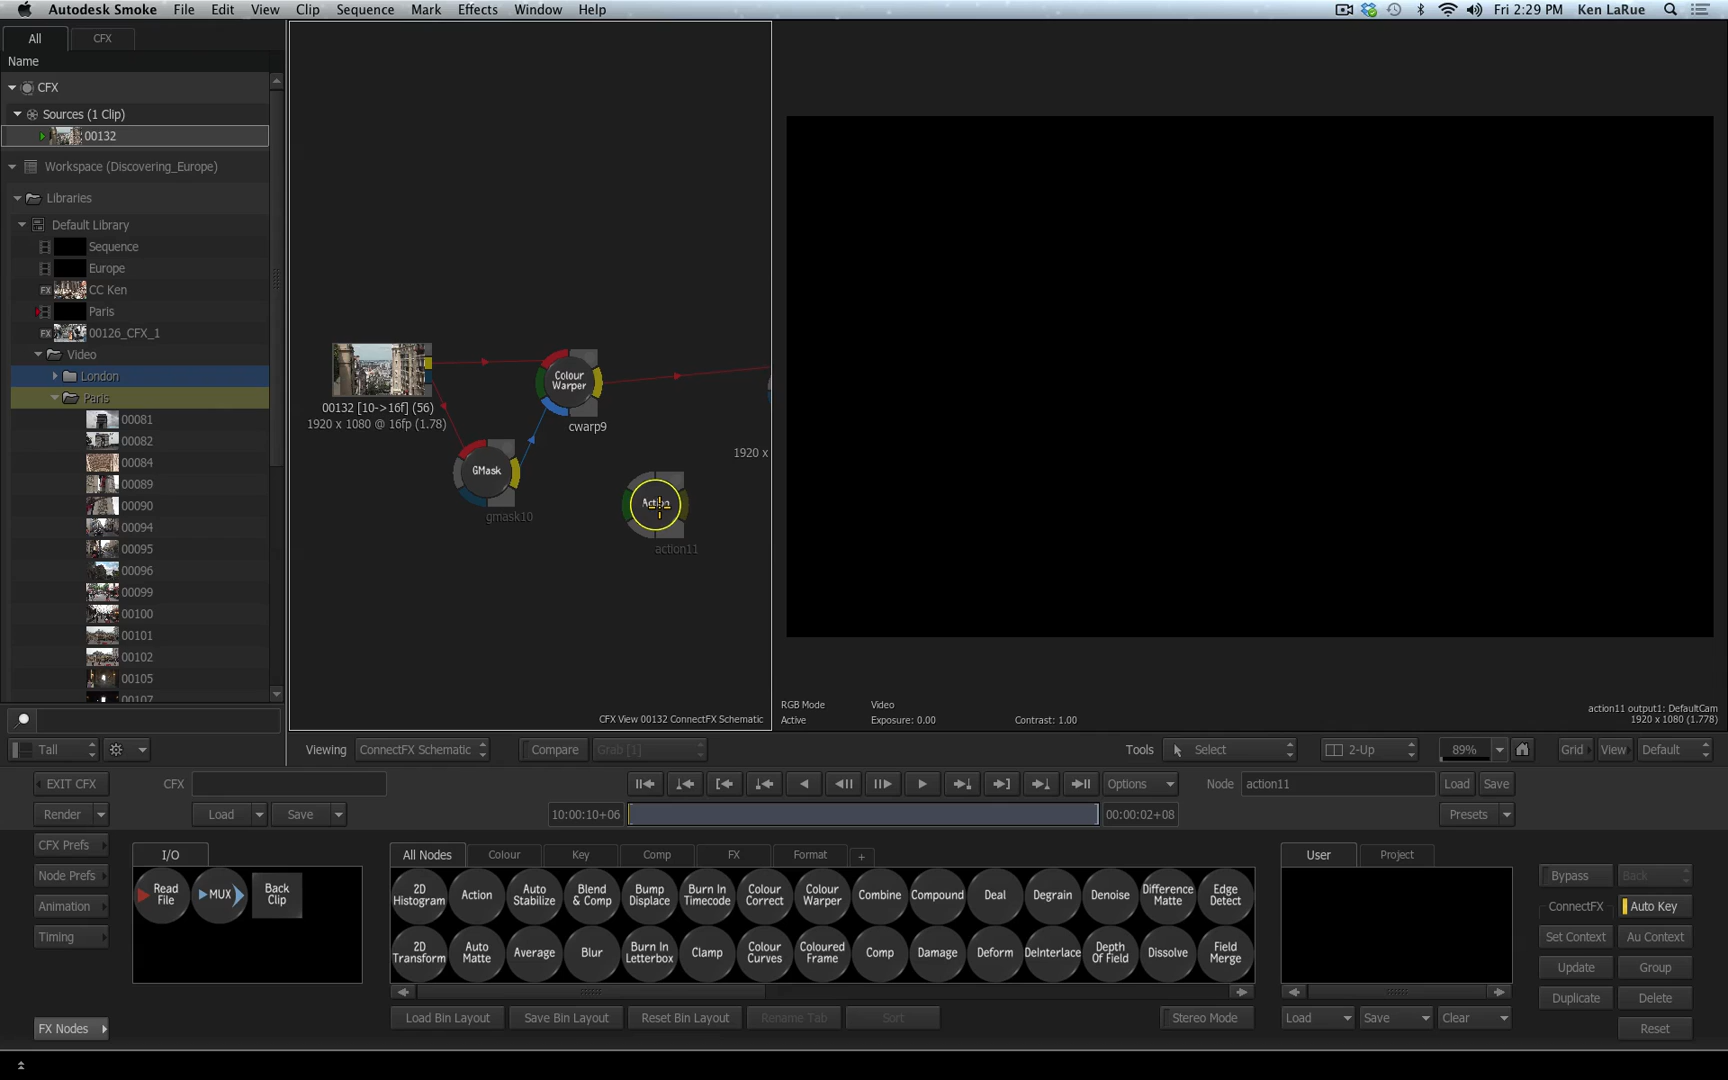 Autodesk Smoke File Edit View Clip Sequence Mark Effects Window Help Fri 2:29 PM Ken LaRue
All CFX
Name
CFX
Sources (1 Clip)
00132
Workspace (Discovering_Europe)
Libraries
Default Library
Sequence
Europe
FX CC Ken
Paris
FX 00126_CFX_1
Video
London
Paris
00081
00082
00084
00089
00090
00094
00095
00096
00099
00100
00101
00102
00105
00107
Colour
Warper
00132 [10->16f] (56)
1920 x 1080 @ 16fp (1.78)
cwarp9
1920 x
GMask
gmask10
Action
action11
CFX View 00132 ConnectFX Schematic
RGB Mode Video
Active Exposure: 0.00 Contrast: 1.00
action11 output1: DefaultCam
1920 x 1080 (1.778)
Tall
Viewing ConnectFX Schematic Compare Grab [1] Tools Select 2-Up 89% Grid View Default
EXIT CFX CFX Options Node action11 Load Save
Render Load Save 10:00:10+06 00:00:02+08 Presets
CFX Prefs
Node Prefs
Animation
Timing
FX Nodes
I/O
Read
File
MUX
Back
Clip
All Nodes Colour Key Comp FX Format +
2D
Histogram
Action
Auto
Stabilize
Blend
& Comp
Bump
Displace
Burn In
Timecode
Colour
Correct
Colour
Warper
Combine
Compound
Deal
Degrain
Denoise
Difference
Matte
Edge
Detect
2D
Transform
Auto
Matte
Average
Blur
Burn In
Letterbox
Clamp
Colour
Curves
Coloured
Frame
Comp
Damage
Deform
DeInterlace
Depth
Of Field
Dissolve
Field
Merge
Load Bin Layout Save Bin Layout Reset Bin Layout Rename Tab Sort Stereo Mode
User Project
Load Save Clear
Bypass Back
ConnectFX Auto Key
Set Context Au Context
Update Group
Duplicate Delete
Reset